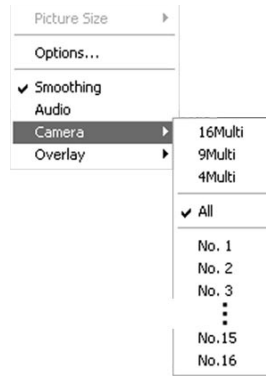 Picture Size
Options...
Smoothing
Audio
Camera
Overlay
16Multi
9Multi
4Multi
All
No. 1
No. 2
No. 3
No.15
No.16